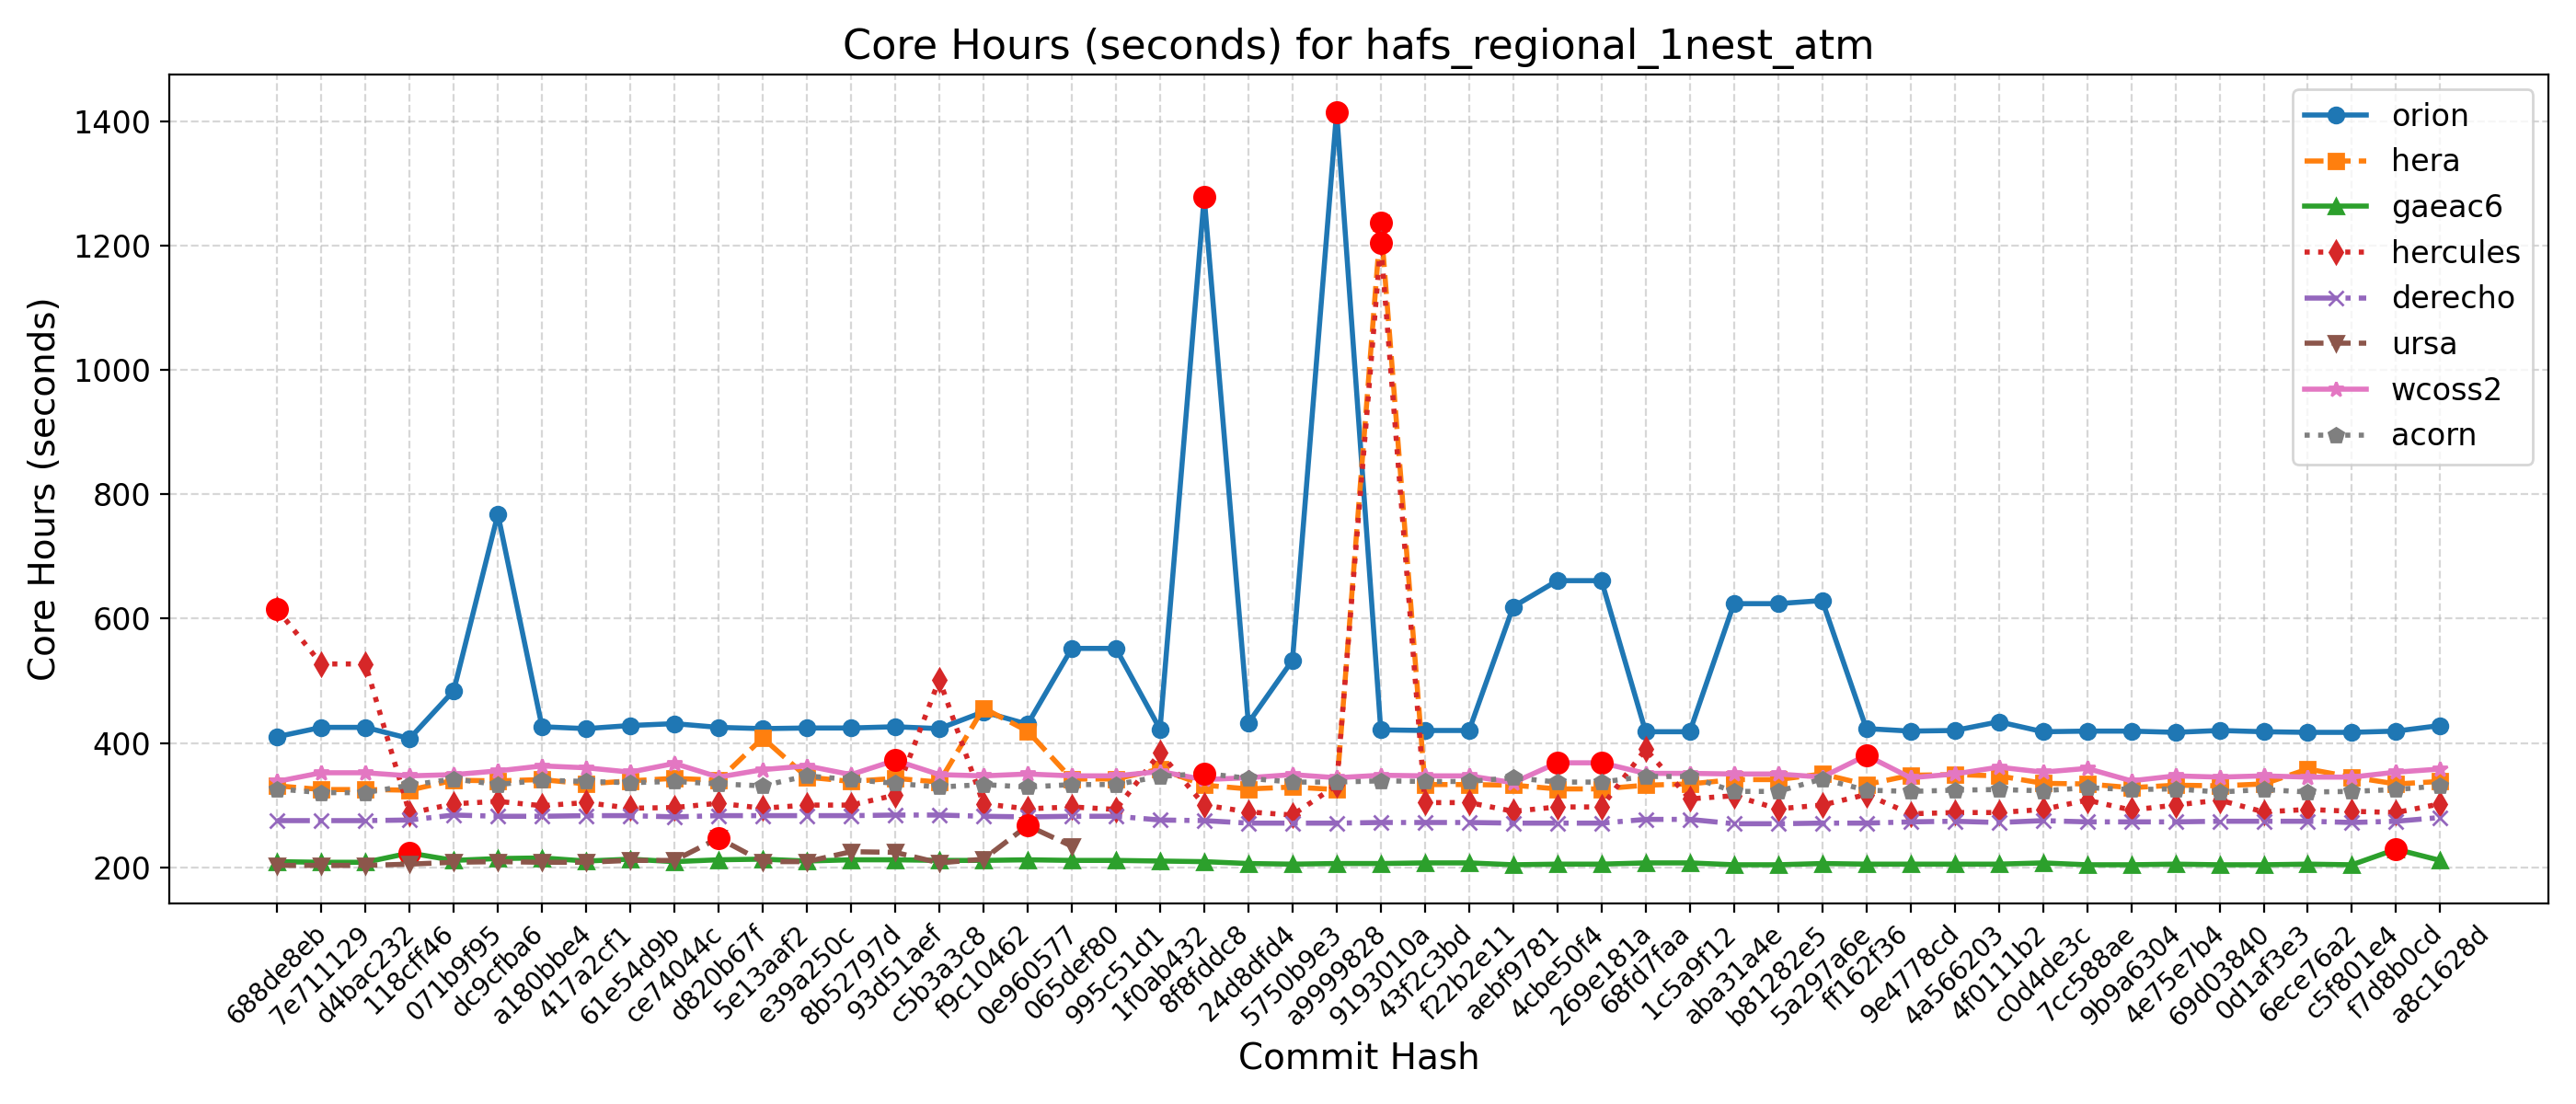 Core Hours (seconds) for hafs_regional_1nest_atm
Core Hours (seconds)
1400
1200
1000
800
600
400
200
orion
hera
gaeac6
hercules
derecho
ursa
wcoss2
acorn
688de8eb
7e711129
d4bac232
118cff46
071b9f95
dc9cfba6
a180bbe4
417a2cf1
61e54d9b
ce74044c
d820b67f
5e13aaf2
e39a250c
8b52797d
93d51aef
c5b3a3c8
f9c10462
0e960577
065def80
995c51d1
1f0ab432
8f8fddc8
24d8dfd4
5750b9e3
a9999828
9193010a
43f2c3bd
f22b2e11
aebf9781
4cbe50f4
269e181a
68fd7faa
1c5a9f12
aba31a4e
b81282e5
5a297a6e
ff162f36
9e4778cd
4a566203
4f0111b2
c0d4de3c
7cc588ae
9b9a6304
4e75e7b4
69d03840
0d1af3e3
6ece76a2
c5f801e4
f7d8b0cd
a8c1628d
Commit Hash